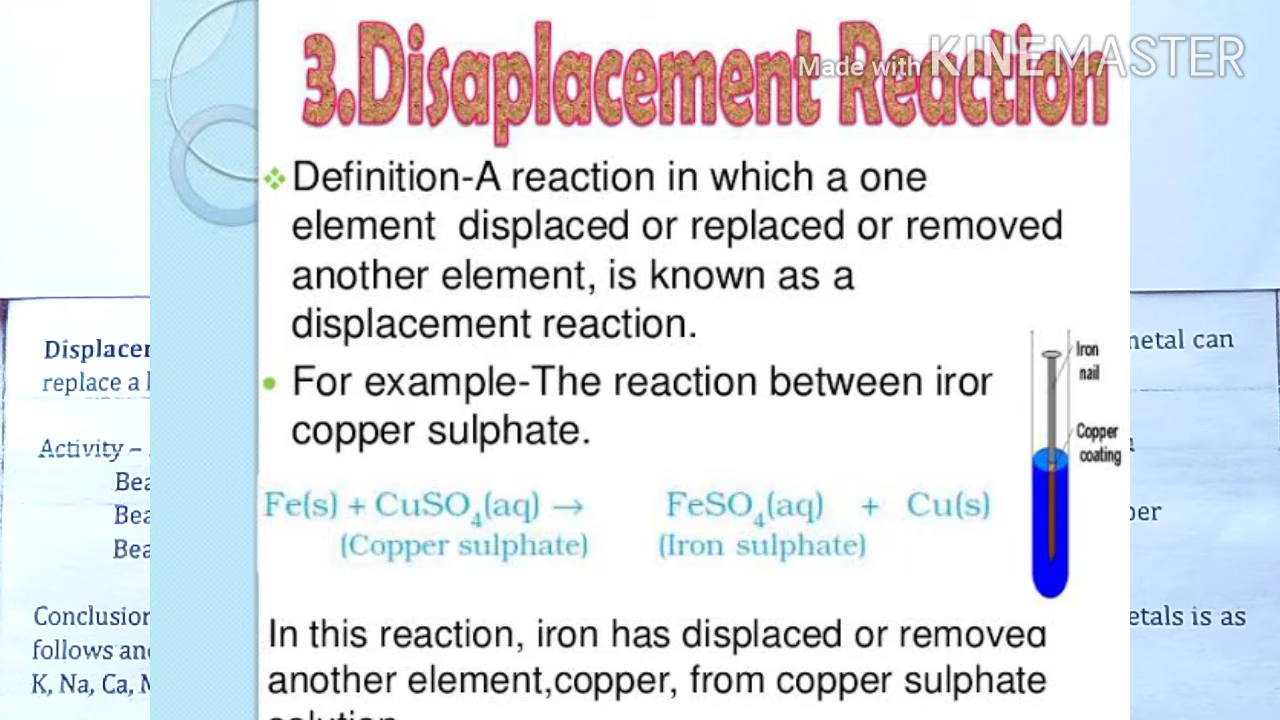 3.Disaplacement Reaction
Made with KINEMASTER
Definition-A reaction in which a one
element displaced or replaced or removed
another element, is known as a
displacement reaction.
For example-The reaction between iror
copper sulphate.
Iron
nail
Copper
coating
Fe(s) + CuSO₄(aq) → FeSO₄(aq) + Cu(s)
(Copper sulphate) (Iron sulphate)
In this reaction, iron has displaced or removed
another element,copper, from copper sulphate
solution
Displacer
replace a
Activity –
Bea
Bea
Bea
Conclusion
follows an
K, Na, Ca,
metal can
per
etals is as